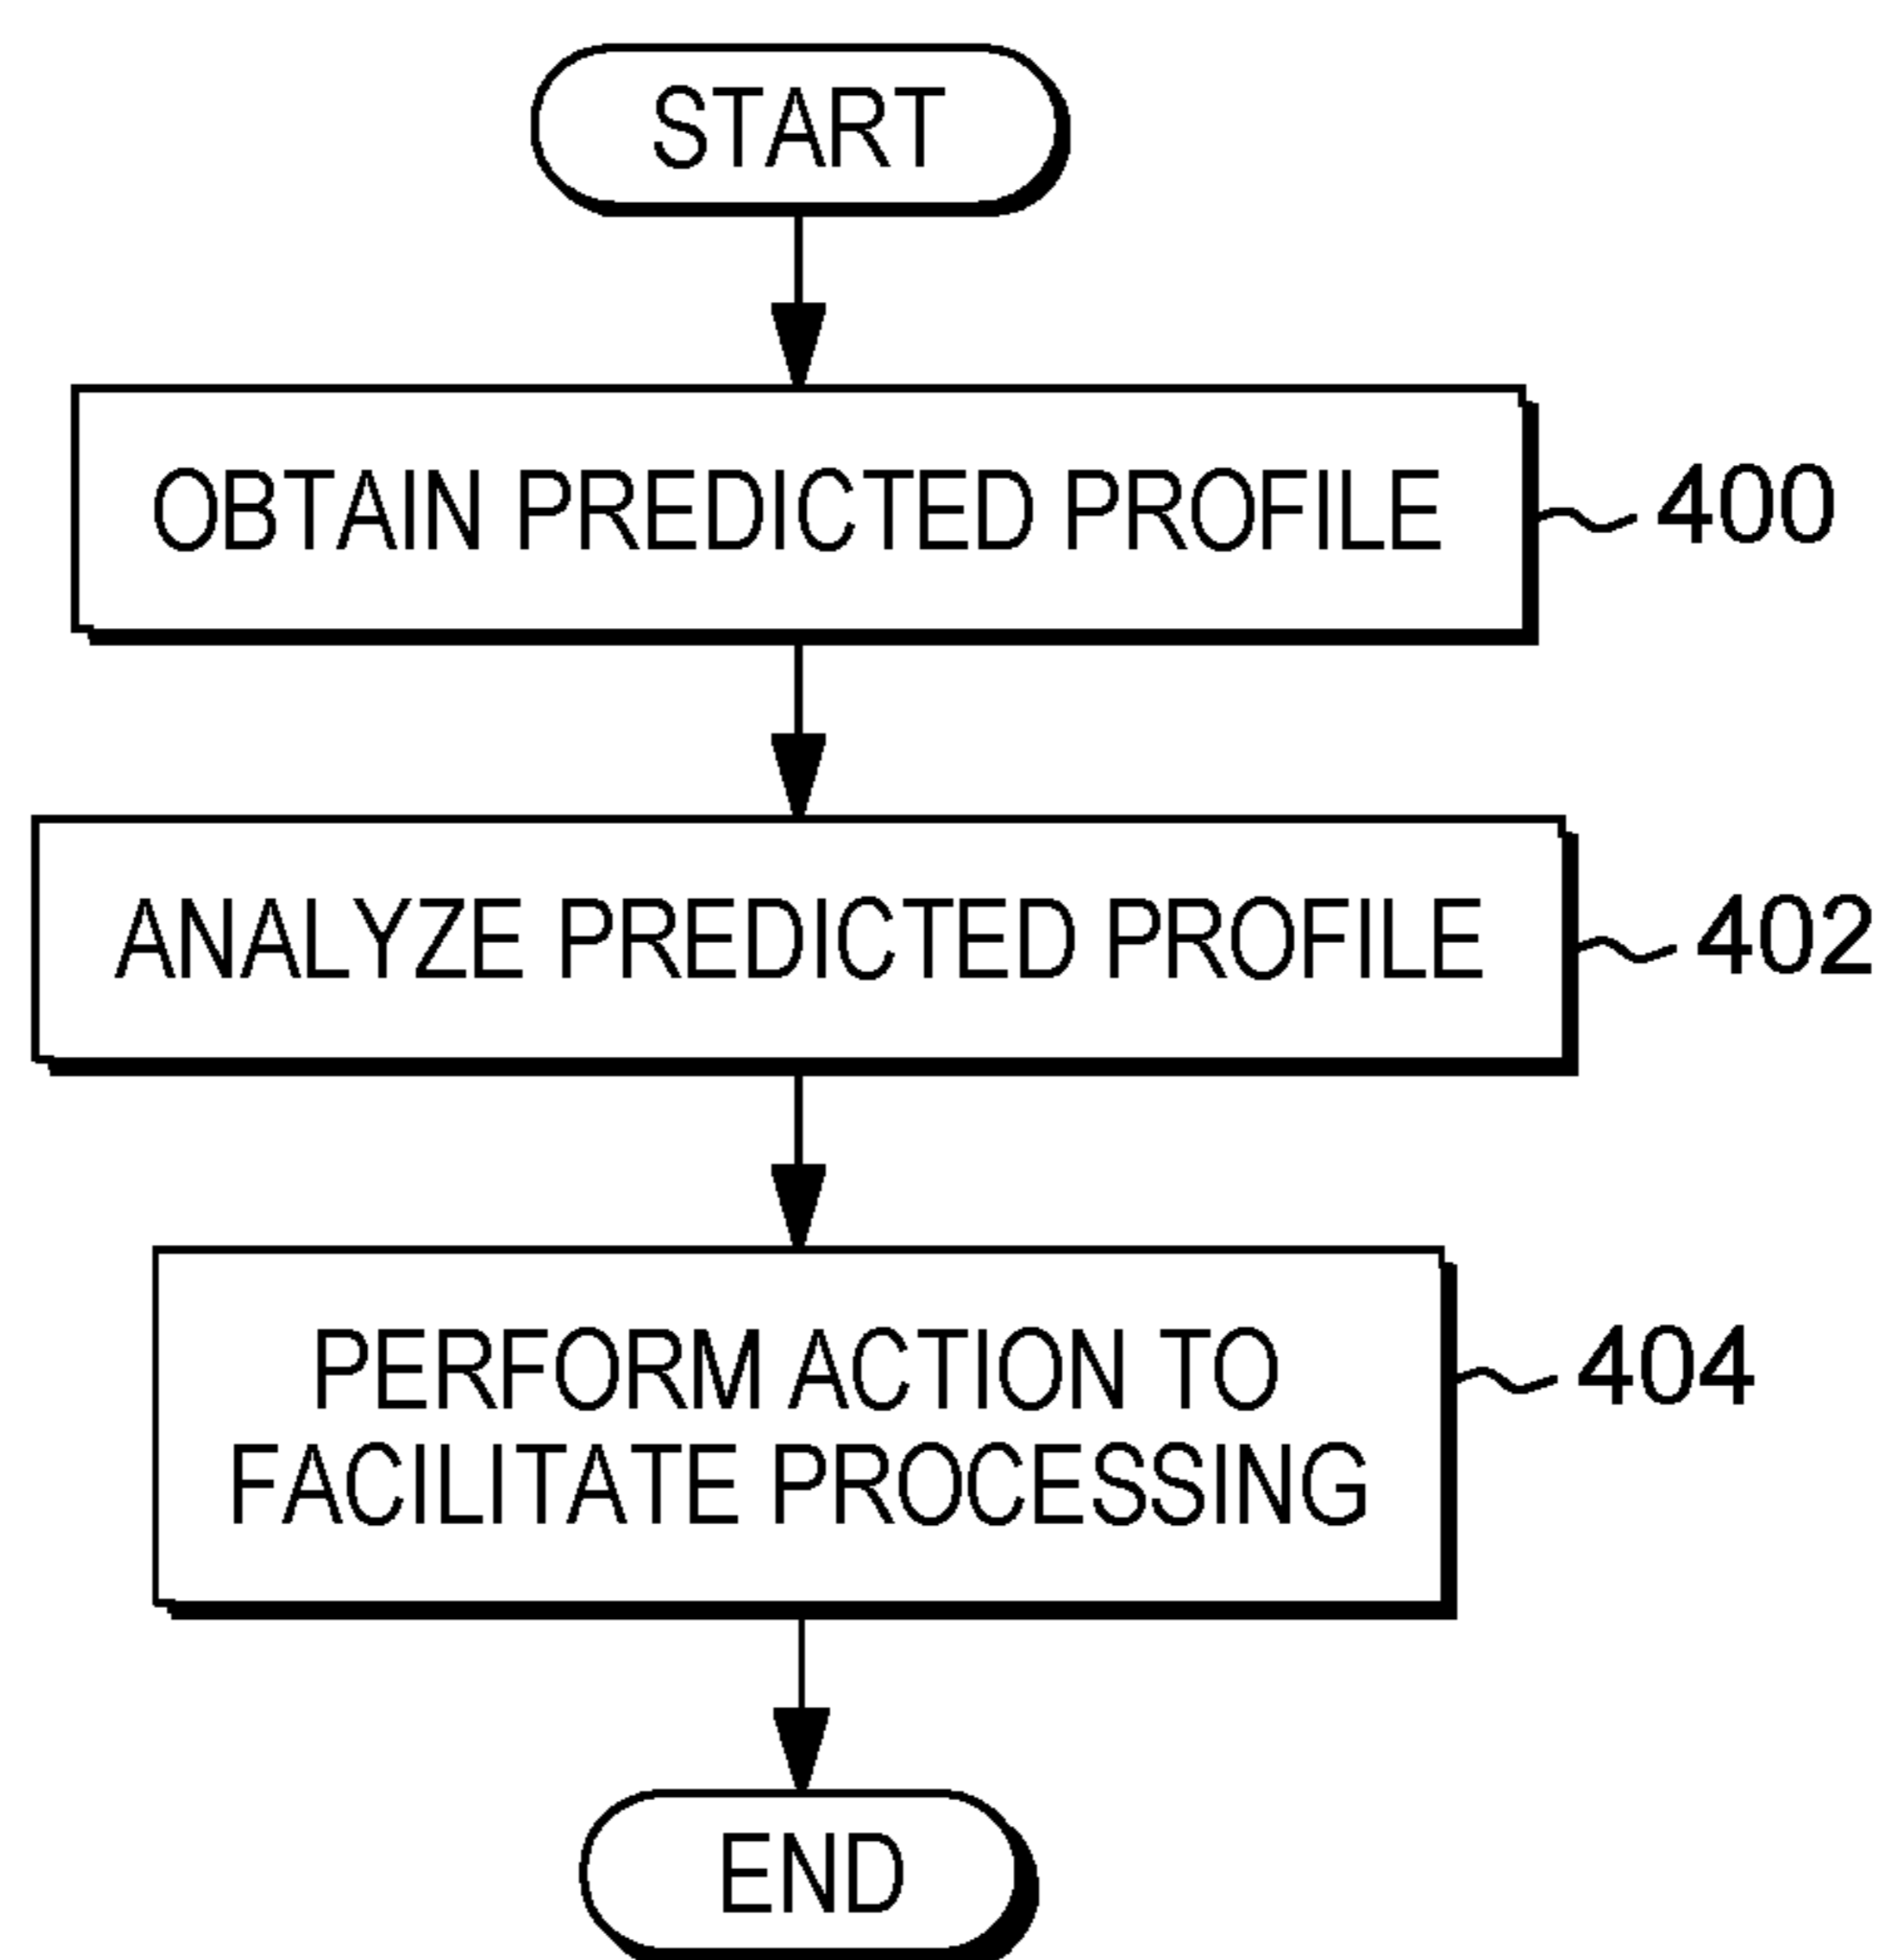 START
OBTAIN PREDICTED PROFILE
400
ANALYZE PREDICTED PROFILE
402
PERFORM ACTION TO
FACILITATE PROCESSING
404
END